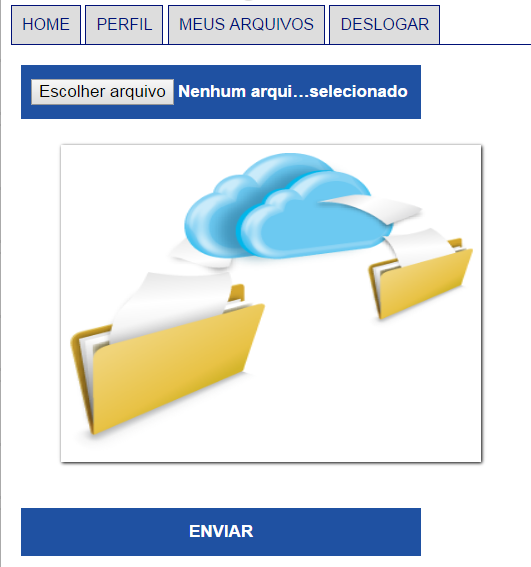 HOME PERFIL MEUS ARQUIVOS DESLOGAR
Escolher arquivo Nenhum arqui...selecionado
ENVIAR